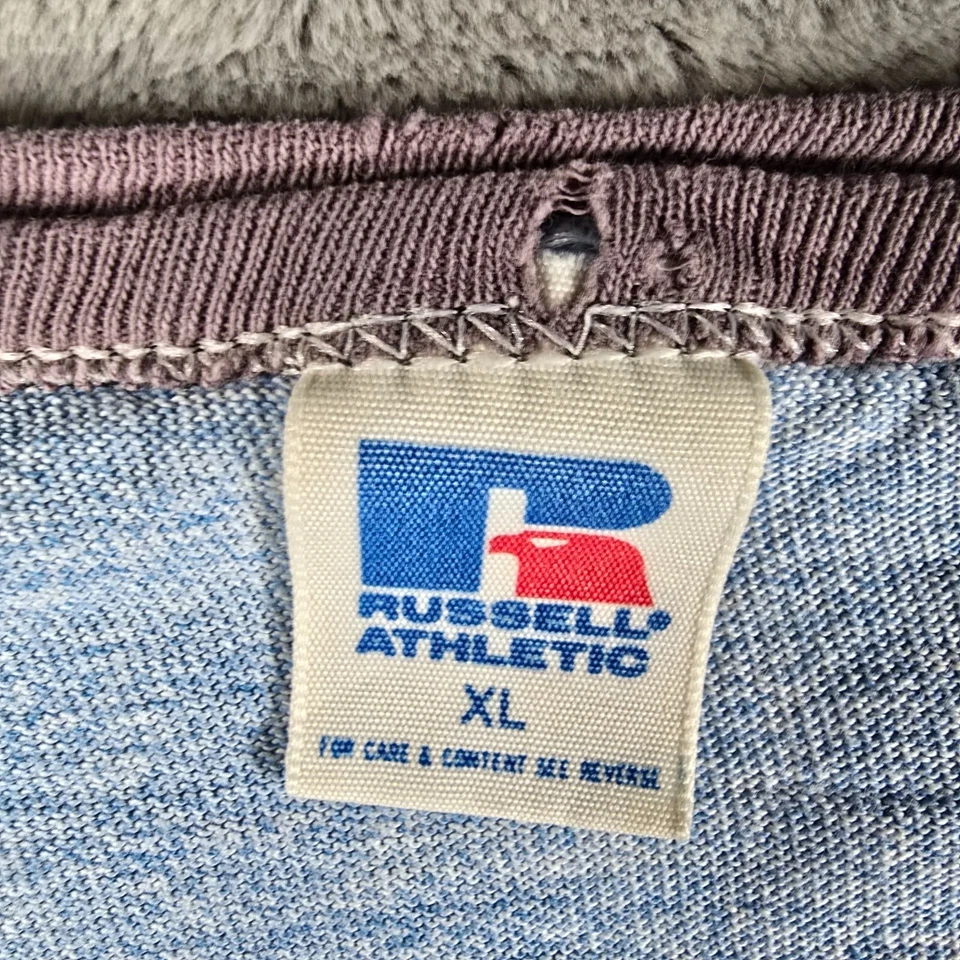 R
RUSSELL®
ATHLETIC
XL
FOR CARE & CONTENT SEE REVERSE